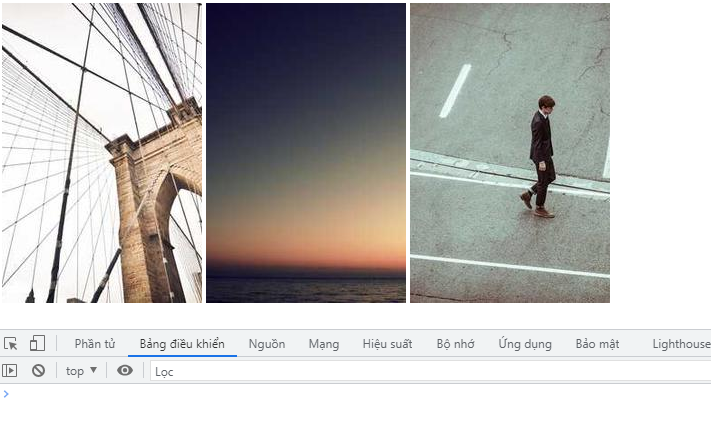 Phần tử Bảng điều khiển Nguồn Mạng Hiệu suất Bộ nhớ Ứng dụng Bảo mật Lighthouse
top Lọc